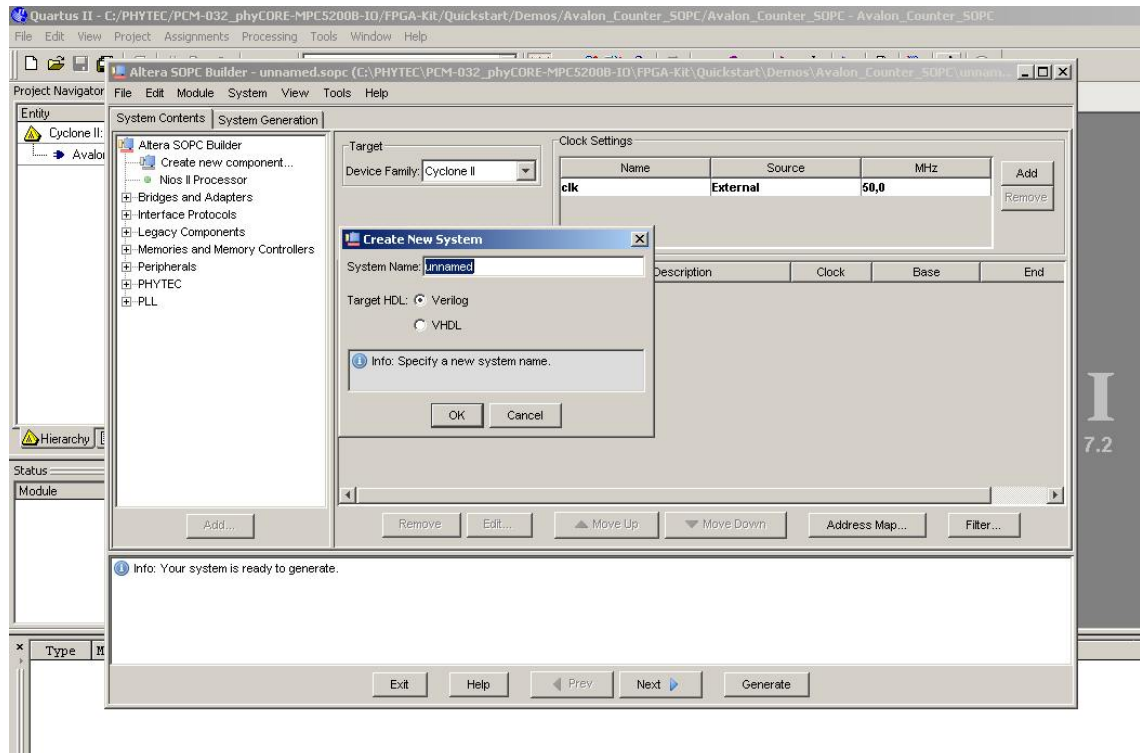 Quartus II - C:/PHYTEC/PCM-032_phyCORE-MPC5200B-IO/FPGA-Kit/Quickstart/Demos/Avalon_Counter_SOPC/Avalon_Counter_SOPC - Avalon_Counter_SOPC
File Edit View Project Assignments Processing Tools Window Help
Altera SOPC Builder - unnamed.sopc (C:\PHYTEC\PCM-032_phyCORE-MPC5200B-IO\FPGA-Kit\Quickstart\Demos\Avalon_Counter_SOPC\unnam...
Project Navigator
File Edit Module System View Tools Help
Entity
System Contents System Generation
Cyclone II:
Avalo
Altera SOPC Builder
Create new component...
Nios II Processor
Bridges and Adapters
Interface Protocols
Legacy Components
Memories and Memory Controllers
Peripherals
PHYTEC
PLL
Target
Device Family: Cyclone II
Clock Settings
Name Source MHz
clk External 50,0
Add
Remove
Create New System
System Name: unnamed
Target HDL: Verilog
VHDL
Info: Specify a new system name.
OK Cancel
Description Clock Base End
I
7.2
Hierarchy
Status
Module
Add...
Remove Edit... Move Up Move Down Address Map... Filter...
Info: Your system is ready to generate.
Type M
Exit Help Prev Next Generate